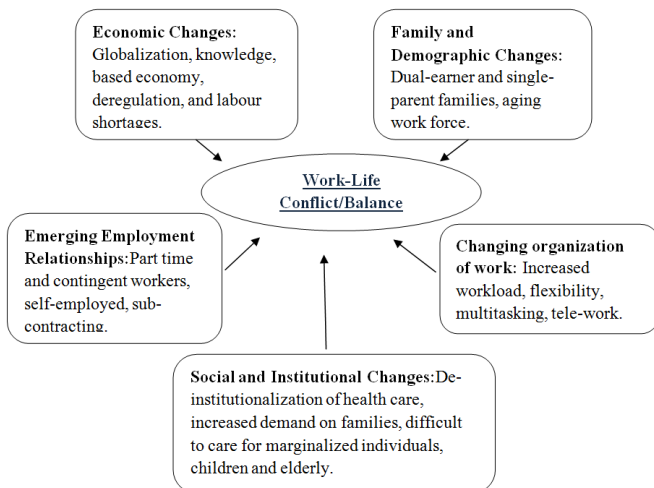 Economic Changes:
Globalization, knowledge,
based economy,
deregulation, and labour
shortages.
Family and
Demographic Changes:
Dual-earner and single-
parent families, aging
work force.
Work-Life
Conflict/Balance
Emerging Employment
Relationships:Part time
and contingent workers,
self-employed, sub-
contracting.
Changing organization
of work: Increased
workload, flexibility,
multitasking, tele-work.
Social and Institutional Changes:De-
institutionalization of health care,
increased demand on families, difficult
to care for marginalized individuals,
children and elderly.